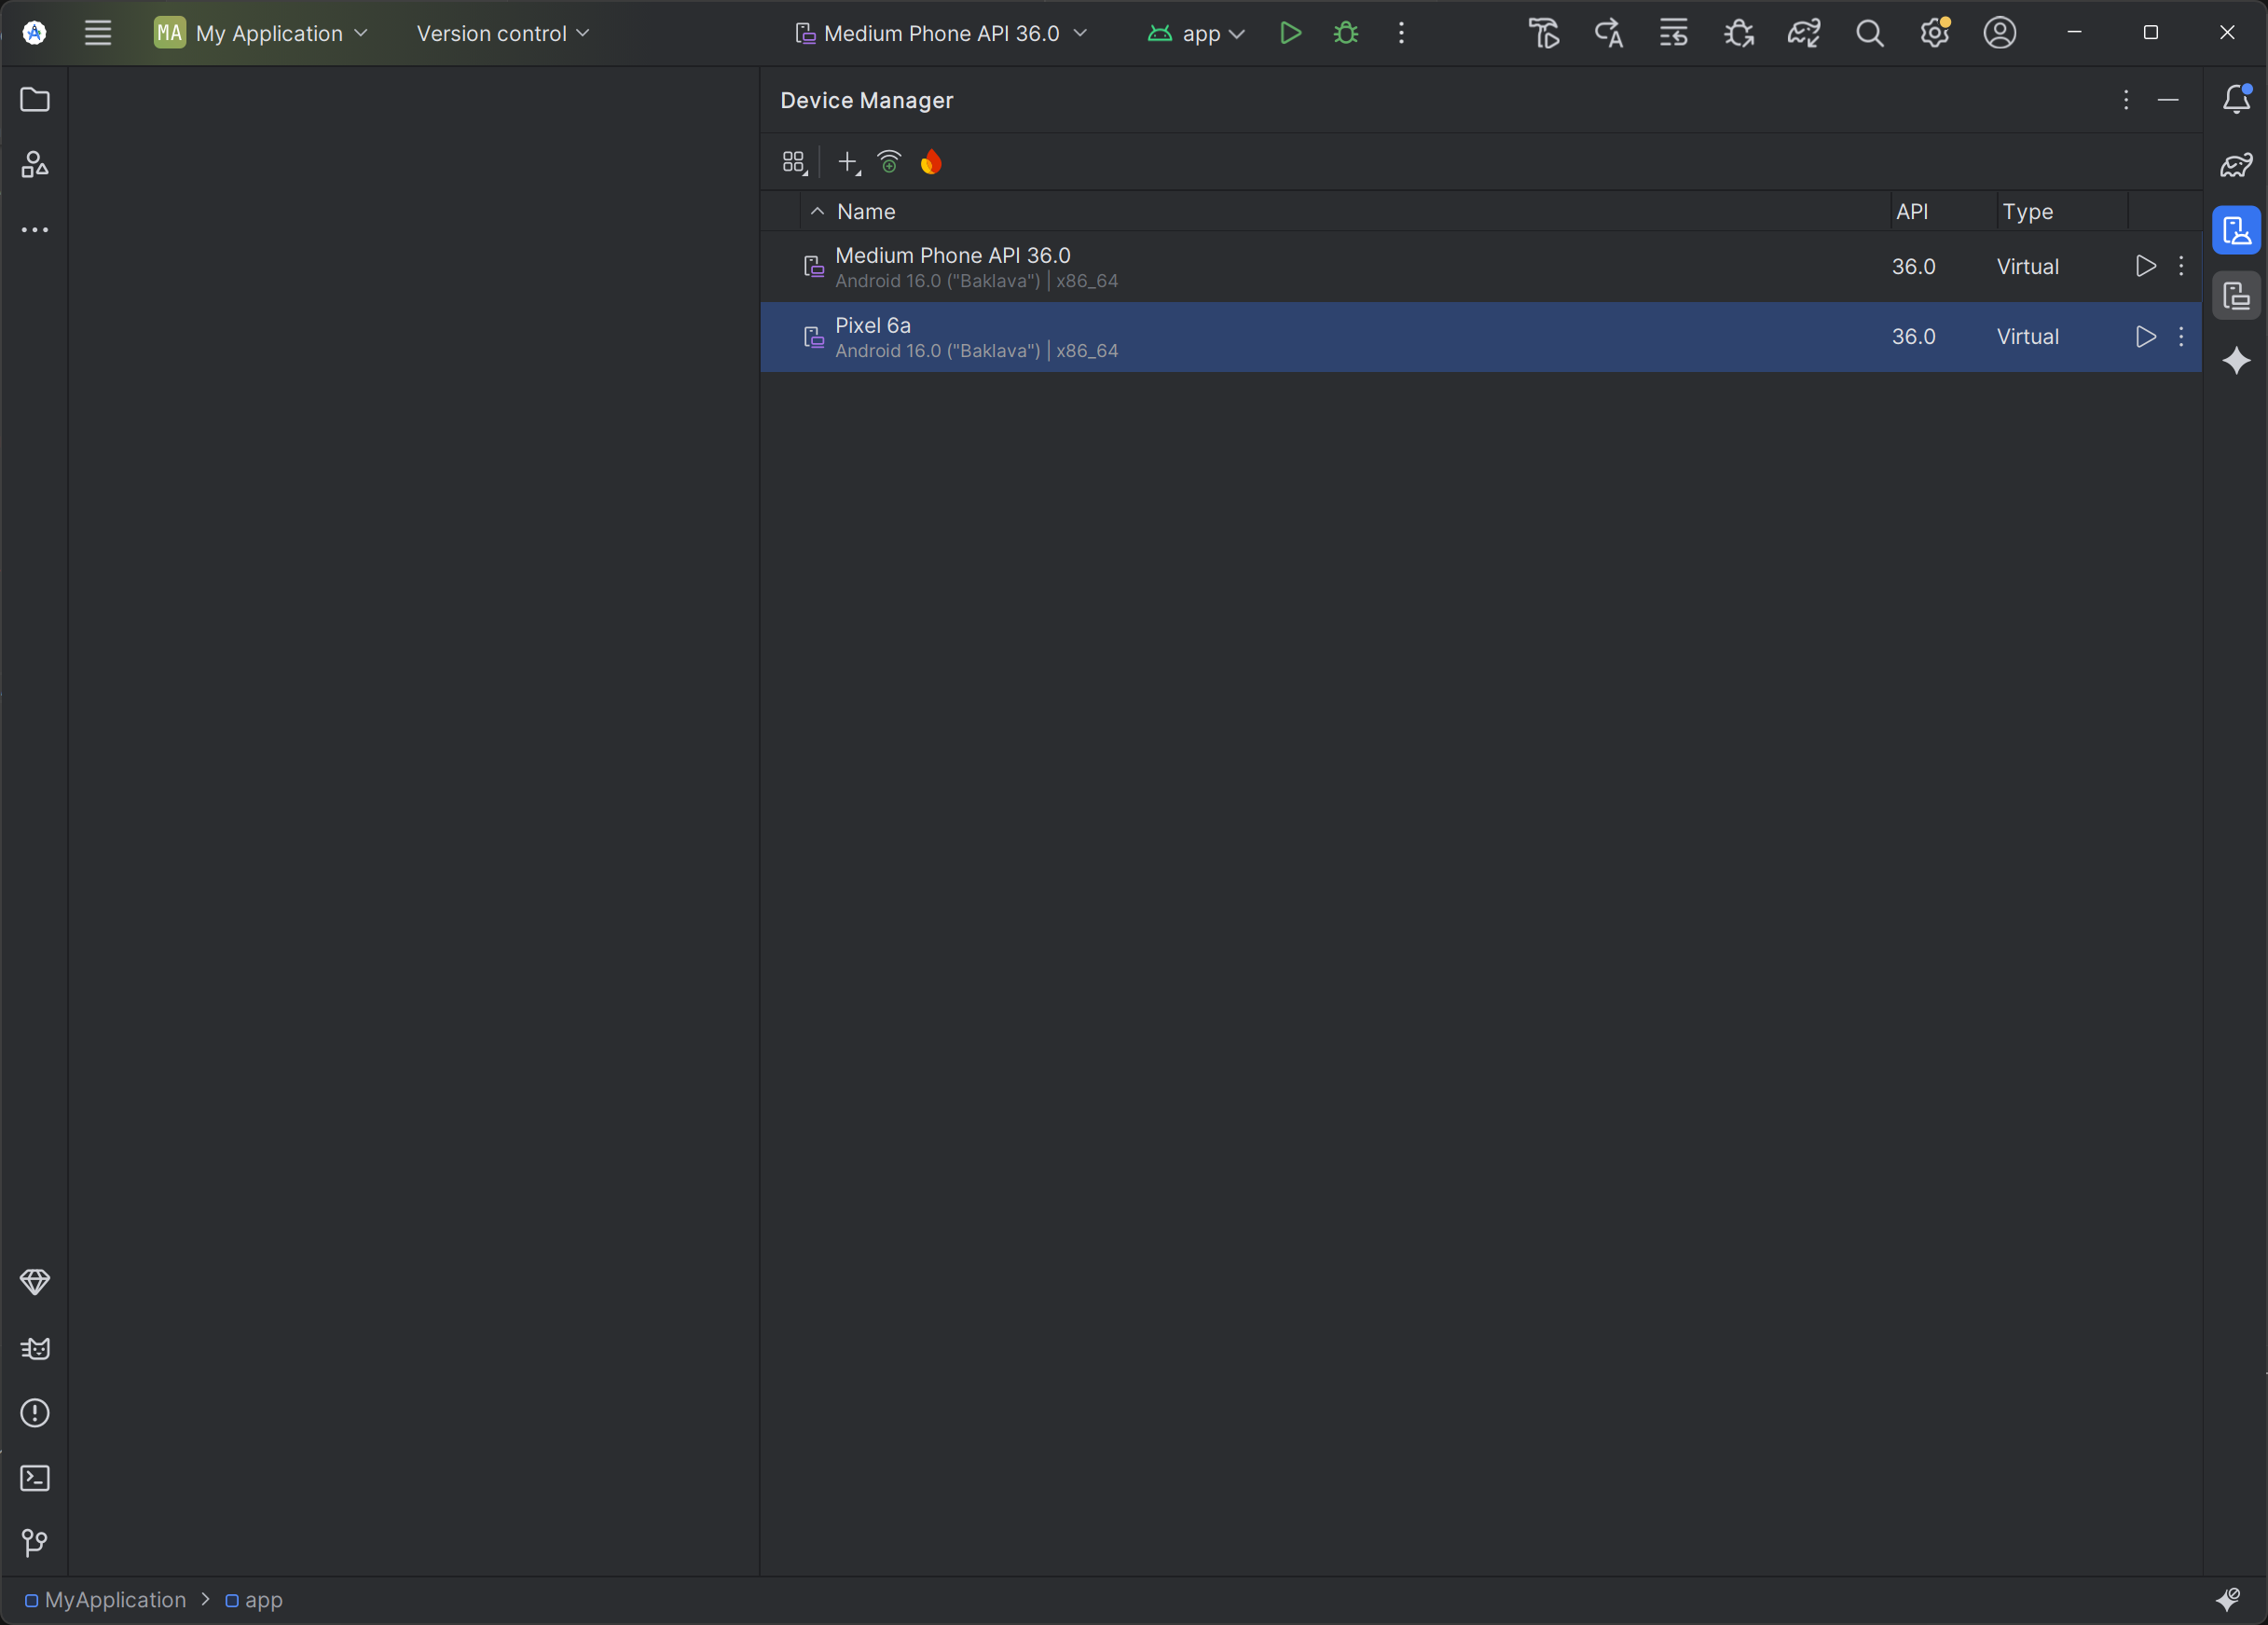 MA My Application Version control Medium Phone API 36.0 app
Device Manager
Name API Type
Medium Phone API 36.0 36.0 Virtual
Android 16.0 ("Baklava") | x86_64
Pixel 6a 36.0 Virtual
Android 16.0 ("Baklava") | x86_64
MyApplication > app